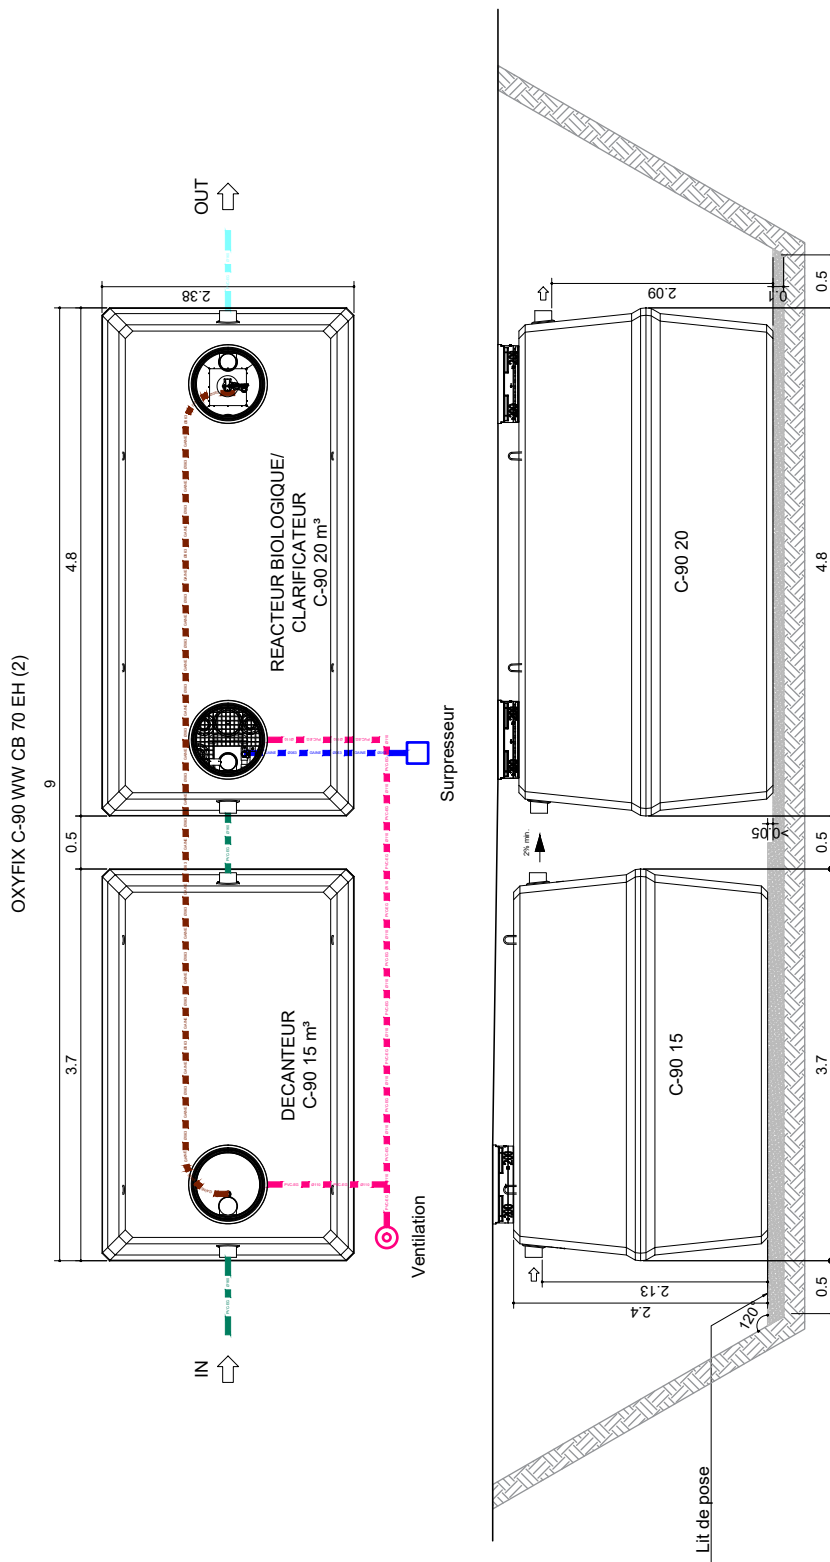 OXYFIX C-90 WW CB 70 EH (2)
9
3.7
0.5
4.8
2.38
IN
OUT
DECANTEUR
C-90 15 m³
REACTEUR BIOLOGIQUE/
CLARIFICATEUR
C-90 20 m³
Ventilation
Surpresseur
2% min.
C-90 15
C-90 20
2.13
2.4
2.09
0.1
>0.05
120°
Lit de pose
0.5
3.7
0.5
4.8
0.5